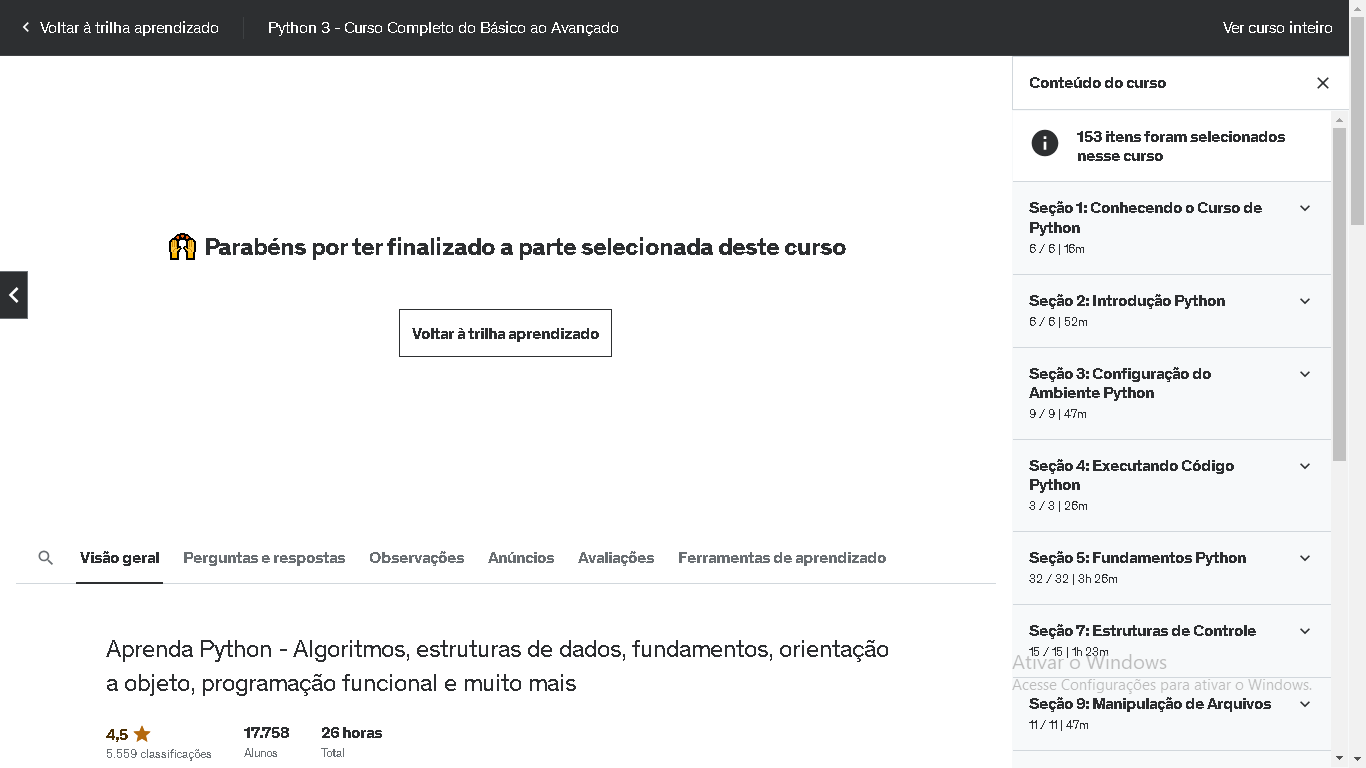 Voltar à trilha aprendizado
Python 3 - Curso Completo do Básico ao Avançado
Ver curso inteiro
Parabéns por ter finalizado a parte selecionada deste curso
Voltar à trilha aprendizado
Visão geral
Perguntas e respostas
Observações
Anúncios
Avaliações
Ferramentas de aprendizado
Aprenda Python - Algoritmos, estruturas de dados, fundamentos, orientação
a objeto, programação funcional e muito mais
4,5
5.559 classificações
17.758
Alunos
26 horas
Total
Conteúdo do curso
153 itens foram selecionados
nesse curso
Seção 1: Conhecendo o Curso de
Python
6 / 6 | 16m
Seção 2: Introdução Python
6 / 6 | 52m
Seção 3: Configuração do
Ambiente Python
9 / 9 | 47m
Seção 4: Executando Código
Python
3 / 3 | 26m
Seção 5: Fundamentos Python
32 / 32 | 3h 26m
Seção 7: Estruturas de Controle
15 / 15 | 1h 23m
Ativar o Windows
Acesse Configurações para ativar o Windows.
Seção 9: Manipulação de Arquivos
11 / 11 | 47m